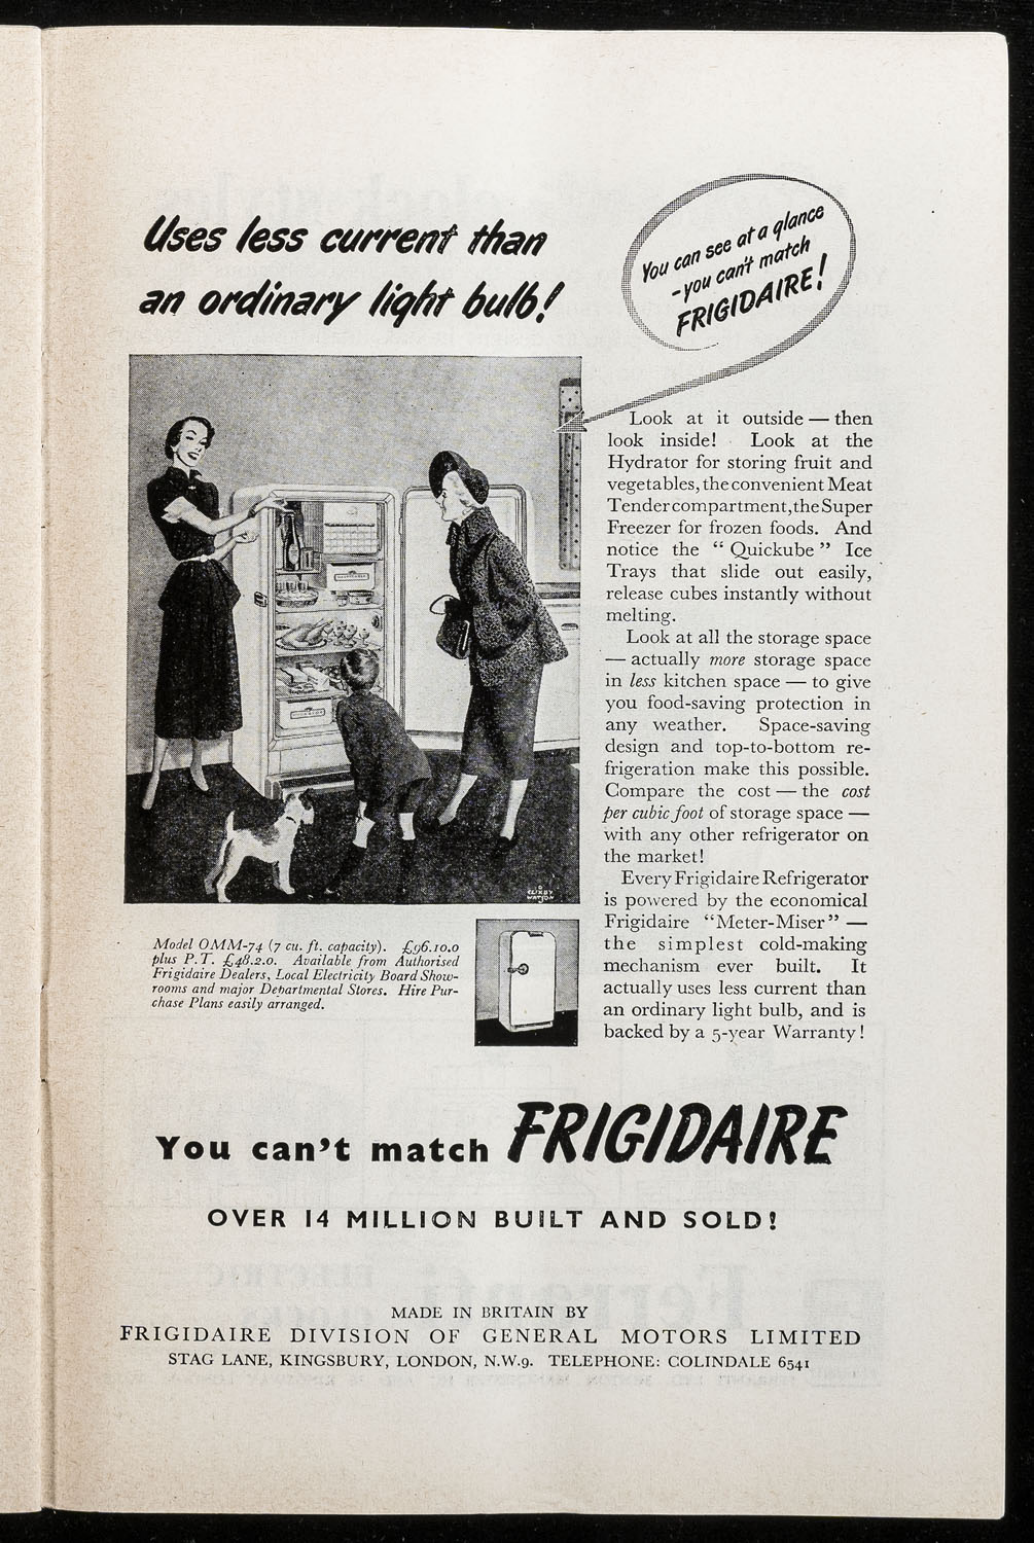 Uses less current than
an ordinary light bulb!
You can see at a glance
- you can't match
FRIGIDAIRE!
Look at it outside — then
look inside! Look at the
Hydrator for storing fruit and
vegetables, the convenient Meat
Tender compartment, the Super
Freezer for frozen foods. And
notice the “Quickube” Ice
Trays that slide out easily,
release cubes instantly without
melting.
Look at all the storage space
— actually more storage space
in less kitchen space — to give
you food-saving protection in
any weather. Space-saving
design and top-to-bottom re-
frigeration make this possible.
Compare the cost — the cost
per cubic foot of storage space —
with any other refrigerator on
the market!
Every Frigidaire Refrigerator
is powered by the economical
Frigidaire “Meter-Miser” —
the simplest cold-making
mechanism ever built. It
actually uses less current than
an ordinary light bulb, and is
backed by a 5-year Warranty!
Model OMM-74 (7 cu. ft. capacity). £96.10.0
plus P.T. £48.2.0. Available from Authorised
Frigidaire Dealers, Local Electricity Board Show-
rooms and major Departmental Stores. Hire Pur-
chase Plans easily arranged.
You can't match FRIGIDAIRE
OVER 14 MILLION BUILT AND SOLD!
MADE IN BRITAIN BY
FRIGIDAIRE DIVISION OF GENERAL MOTORS LIMITED
STAG LANE, KINGSBURY, LONDON, N.W.9. TELEPHONE: COLINDALE 6541